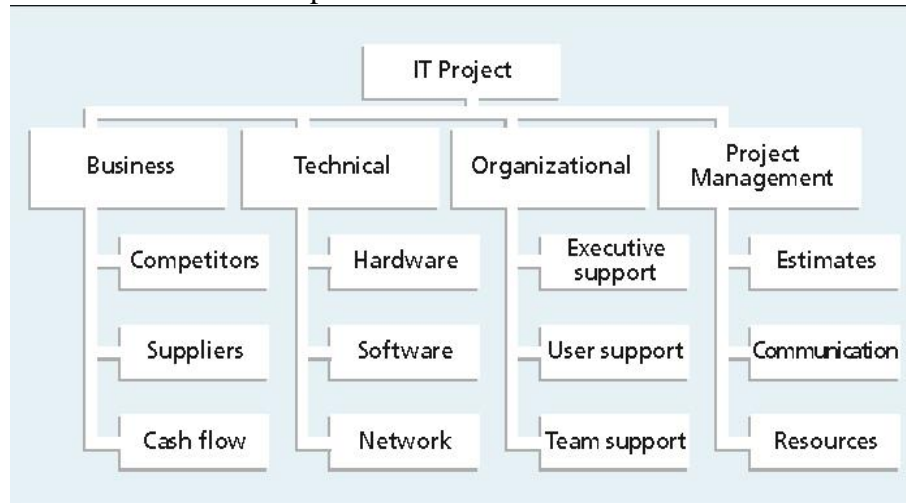 IT Project
Business
Technical
Organizational
Project
Management
Competitors
Hardware
Executive
support
Estimates
Suppliers
Software
User support
Communication
Cash flow
Network
Team support
Resources